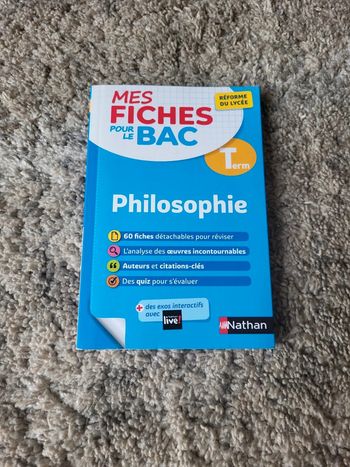 MES
FICHES
POUR LE
BAC
RÉFORME
DU LYCÉE
Term
Philosophie
60 fiches détachables pour réviser
L'analyse des œuvres incontournables
Auteurs et citations-clés
Des quiz pour s'évaluer
+ des exos interactifs
avec
live!
Nathan